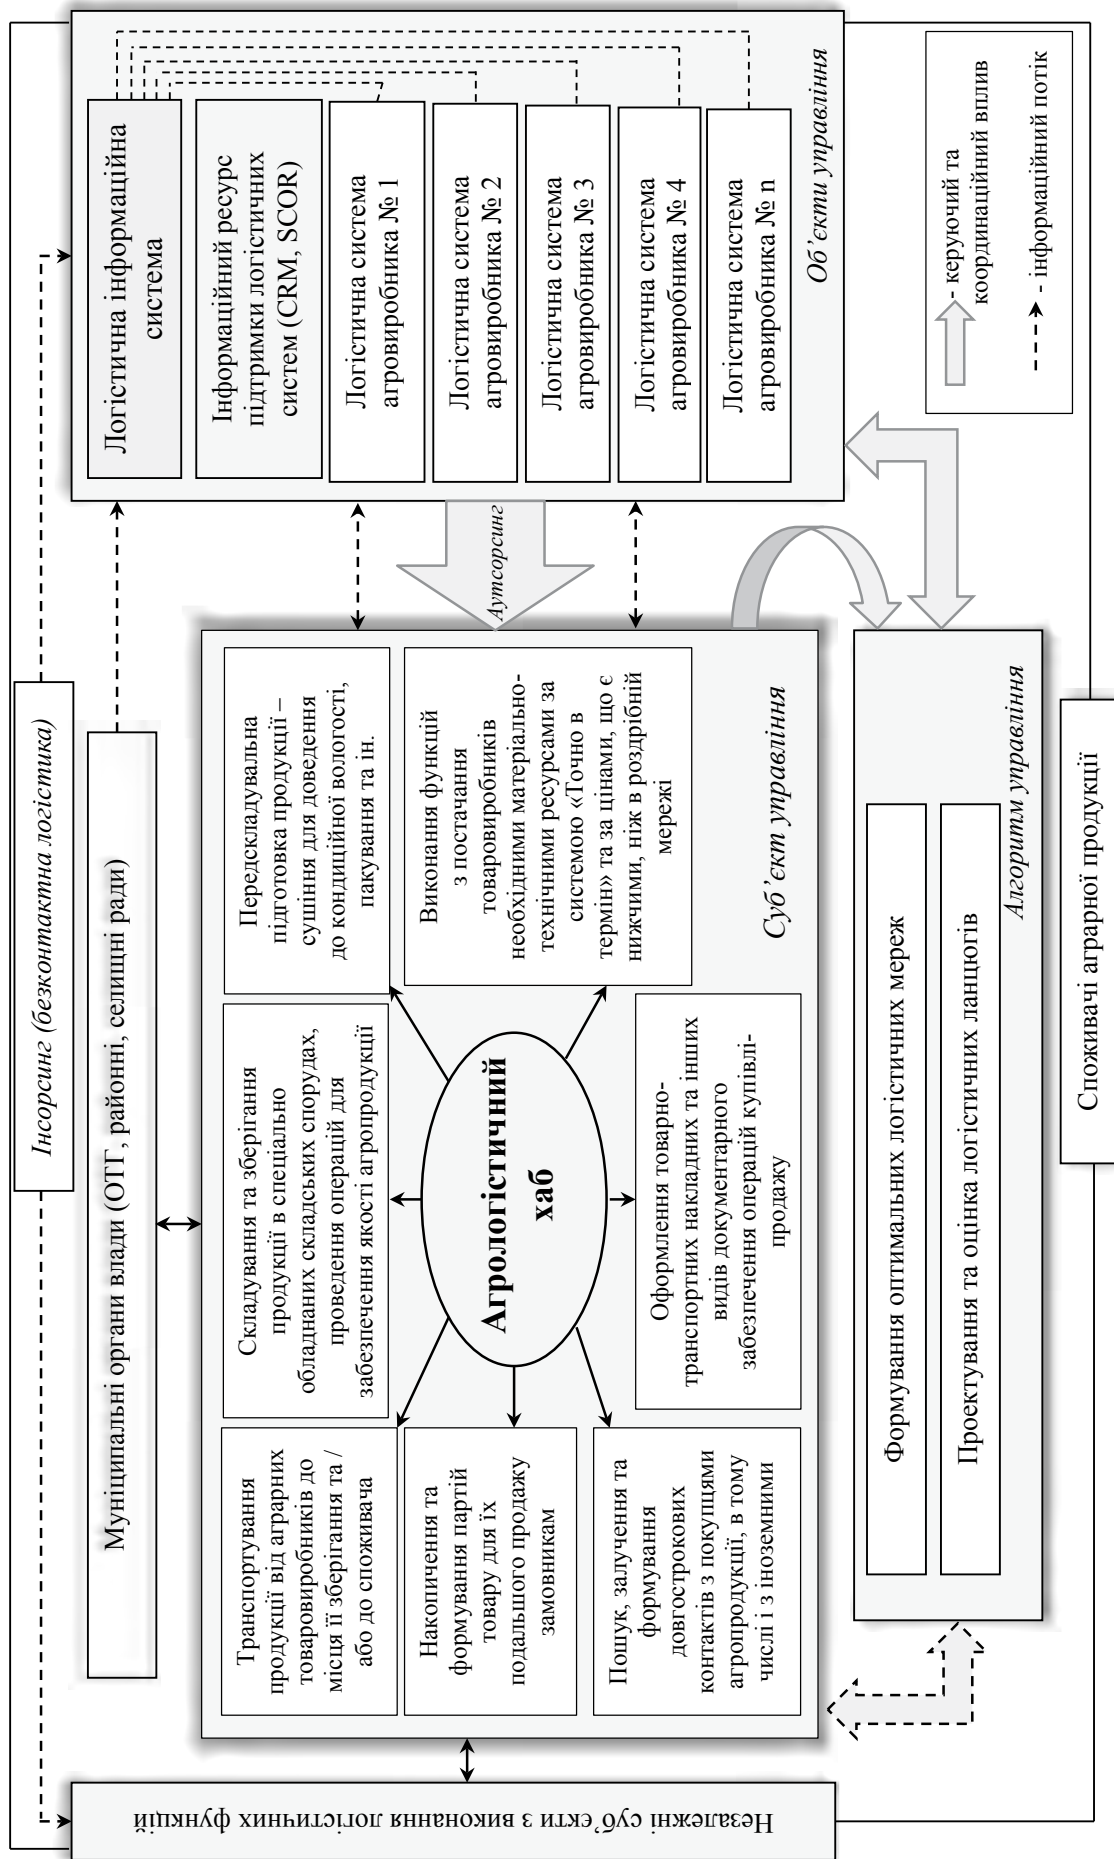 Інсорсинг (безконтактна логістика)
Муніципальні органи влади (ОТГ, районні, селищні ради)
Незалежні суб’єкти з виконання логістичних функцій
Транспортування
продукції від аграрних
товаровиробників до
місця її зберігання та /
або до споживача
Складування та зберігання
продукції в спеціально
обладнаних складських спорудах,
проведення операцій для
забезпечення якості агропродукції
Передскладувальна
підготовка продукції –
сушіння для доведення
до кондиційної вологості,
пакування та ін.
Накопичення та
формування партій
товару для їх
подальшого продажу
замовникам
Агрологістичний
хаб
Виконання функцій
з постачання
товаровиробників
необхідними матеріально-
технічними ресурсами за
системою «Точно в
термін» та за цінами, що є
нижчими, ніж в роздрібній
мережі
Пошук, залучення та
формування
довгострокових
контактів з покупцями
агропродукції, в тому
числі і з іноземними
Оформлення товарно-
транспортних накладних та інших
видів документарного
забезпечення операцій купівлі-
продажу
Суб’єкт управління
Аутсорсинг
Логістична інформаційна
система
Інформаційний ресурс
підтримки логістичних
систем (CRM, SCOR)
Логістична система
агровиробника № 1
Логістична система
агровиробника № 2
Логістична система
агровиробника № 3
Логістична система
агровиробника № 4
Логістична система
агровиробника № n
Об’єкти управління
Формування оптимальних логістичних мереж
Проектування та оцінка логістичних ланцюгів
Алгоритм управління
- керуючий та
координаційний вплив
- інформаційний потік
Споживачі аграрної продукції